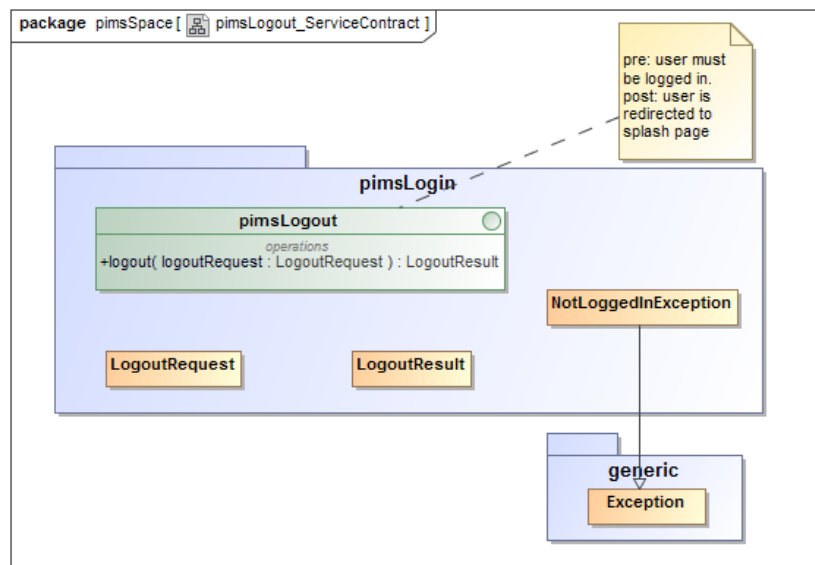 package pimsSpace [ pimsLogout_ServiceContract ]
pre: user must
be logged in.
post: user is
redirected to
splash page
pimsLogin
pimsLogout
operations
+logout( logoutRequest : LogoutRequest ) : LogoutResult
NotLoggedInException
LogoutRequest
LogoutResult
generic
Exception